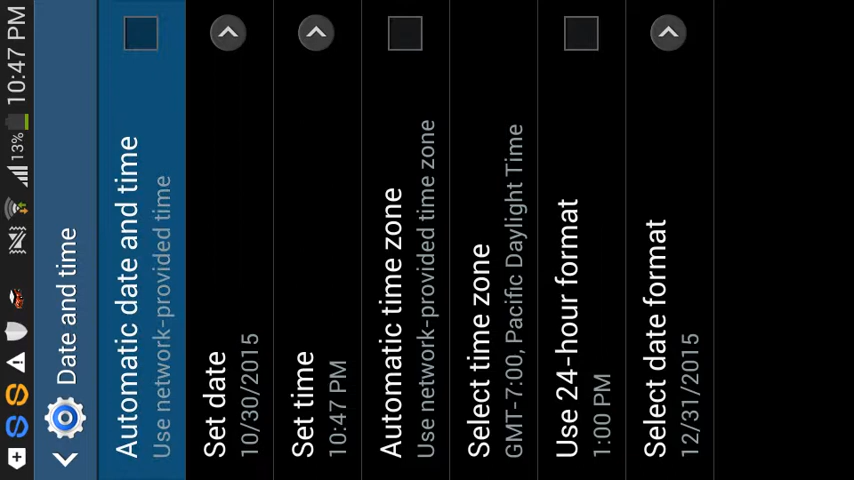 13% 10:47 PM
Date and time
Automatic date and time
Use network-provided time
Set date
10/30/2015
Set time
10:47 PM
Automatic time zone
Use network-provided time zone
Select time zone
GMT-7:00, Pacific Daylight Time
Use 24-hour format
1:00 PM
Select date format
12/31/2015